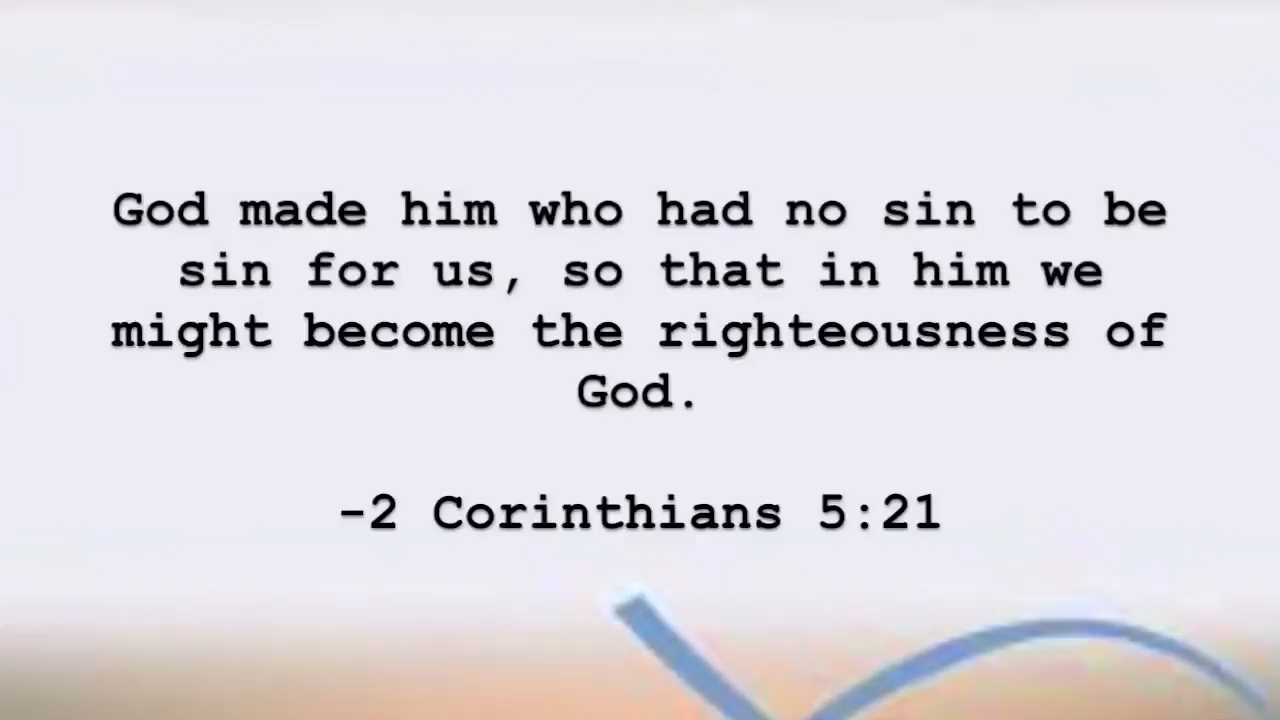 God made him who had no sin to be
sin for us, so that in him we
might become the righteousness of
God.
-2 Corinthians 5:21